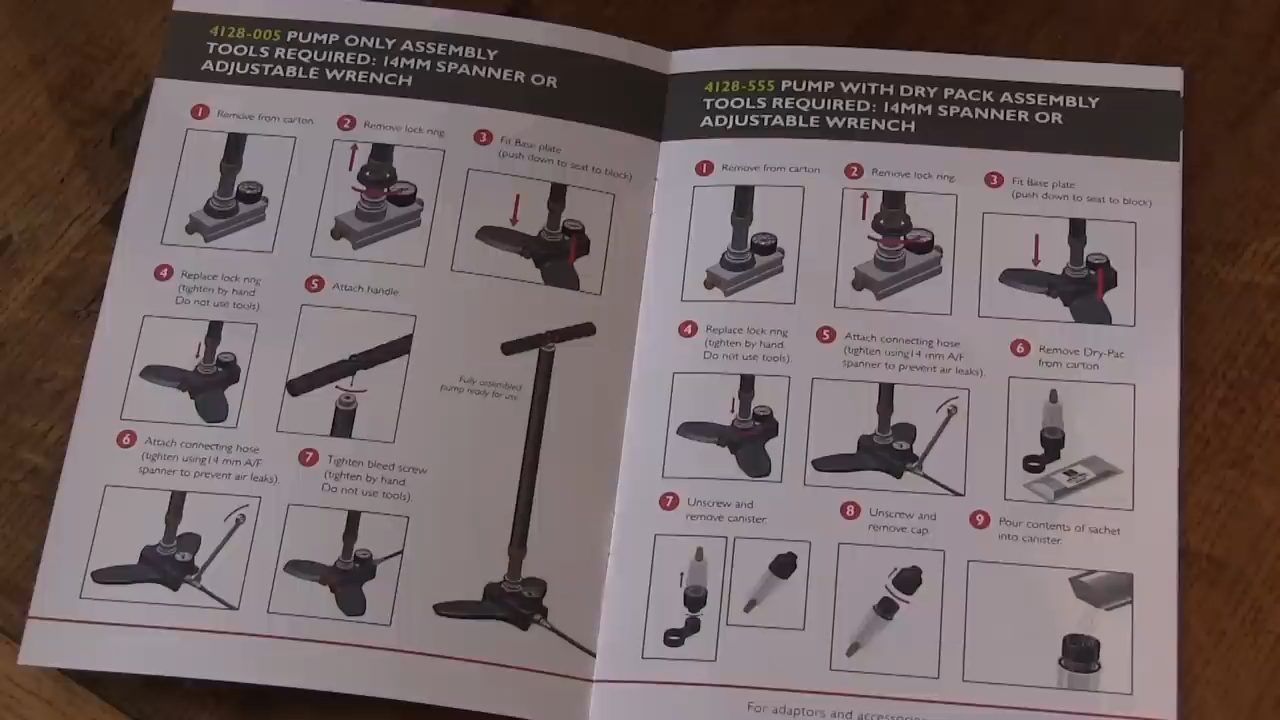 4128-005 PUMP ONLY ASSEMBLY
TOOLS REQUIRED: 14MM SPANNER OR
ADJUSTABLE WRENCH
1 Remove from carton
2 Remove lock ring
3 Fit Base plate
(push down to seat to block)
4 Replace lock ring
(tighten by hand.
Do not use tools).
5 Attach handle.
Fully assembled
pump ready for use.
6 Attach connecting hose
(tighten using14 mm A/F
spanner to prevent air leaks).
7 Tighten bleed screw
(tighten by hand.
Do not use tools).
4128-555 PUMP WITH DRY PACK ASSEMBLY
TOOLS REQUIRED: 14MM SPANNER OR
ADJUSTABLE WRENCH
1 Remove from carton
2 Remove lock ring.
3 Fit Base plate
(push down to seat to block)
4 Replace lock ring
(tighten by hand.
Do not use tools).
5 Attach connecting hose
(tighten using14 mm A/F
spanner to prevent air leaks).
6 Remove Dry-Pac
from carton
7 Unscrew and
remove canister.
8 Unscrew and
remove cap.
9 Pour contents of sachet
into canister.
For adaptors and